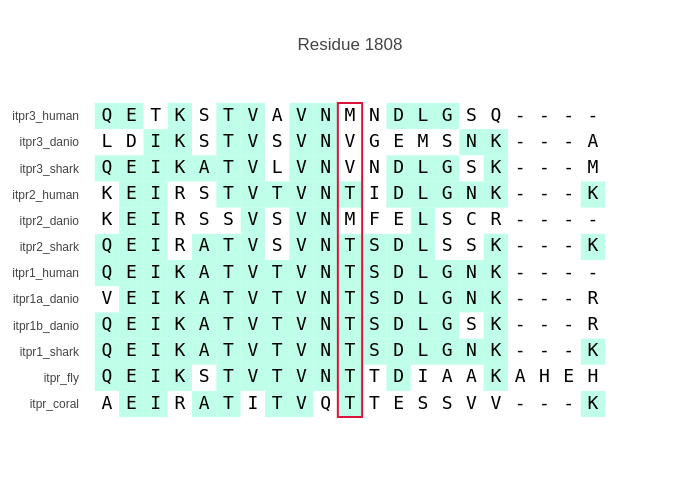 Residue 1808
itpr3_human Q E T K S T V A V N M N D L G S Q - - - -
itpr3_danio L D I K S T V S V N V G E M S N K - - - A
itpr3_shark Q E I K A T V L V N V N D L G S K - - - M
itpr2_human K E I R S T V T V N T I D L G N K - - - K
itpr2_danio K E I R S S V S V N M F E L S C R - - - -
itpr2_shark Q E I R A T V S V N T S D L S S K - - - K
itpr1_human Q E I K A T V T V N T S D L G N K - - - -
itpr1a_danio V E I K A T V T V N T S D L G N K - - - R
itpr1b_danio Q E I K A T V T V N T S D L G S K - - - R
itpr1_shark Q E I K A T V T V N T S D L G N K - - - K
itpr_fly Q E I K S T V T V N T T D I A A K A H E H
itpr_coral A E I R A T I T V Q T T E S S V V - - - K